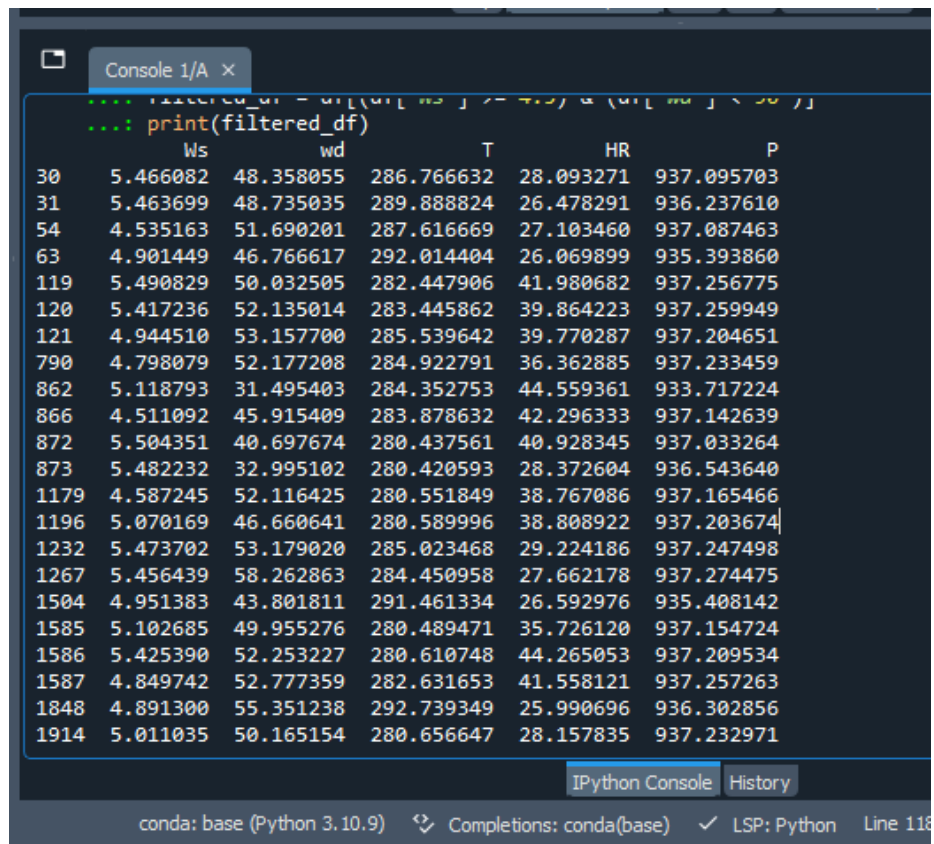 Console 1/A ×
...: filtered_df = df[(df['Ws'] >= 4.5) & (df['wd'] < 90 )]
...: print(filtered_df)
Ws wd T HR P
30 5.466082 48.358055 286.766632 28.093271 937.095703
31 5.463699 48.735035 289.888824 26.478291 936.237610
54 4.535163 51.690201 287.616669 27.103460 937.087463
63 4.901449 46.766617 292.014404 26.069899 935.393860
119 5.490829 50.032505 282.447906 41.980682 937.256775
120 5.417236 52.135014 283.445862 39.864223 937.259949
121 4.944510 53.157700 285.539642 39.770287 937.204651
790 4.798079 52.177208 284.922791 36.362885 937.233459
862 5.118793 31.495403 284.352753 44.559361 933.717224
866 4.511092 45.915409 283.878632 42.296333 937.142639
872 5.504351 40.697674 280.437561 40.928345 937.033264
873 5.482232 32.995102 280.420593 28.372604 936.543640
1179 4.587245 52.116425 280.551849 38.767086 937.165466
1196 5.070169 46.660641 280.589996 38.808922 937.203674
1232 5.473702 53.179020 285.023468 29.224186 937.247498
1267 5.456439 58.262863 284.450958 27.662178 937.274475
1504 4.951383 43.801811 291.461334 26.592976 935.408142
1585 5.102685 49.955276 280.489471 35.726120 937.154724
1586 5.425390 52.253227 280.610748 44.265053 937.209534
1587 4.849742 52.777359 282.631653 41.558121 937.257263
1848 4.891300 55.351238 292.739349 25.990696 936.302856
1914 5.011035 50.165154 280.656647 28.157835 937.232971
IPython Console History
conda: base (Python 3.10.9) Completions: conda(base) ✓ LSP: Python Line 118